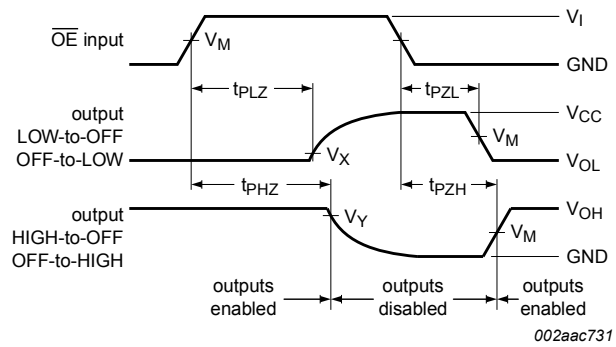 V_I
OE input
V_M
GND
t_PLZ
t_PZL
output
LOW-to-OFF
OFF-to-LOW
V_CC
V_M
V_X
V_OL
t_PHZ
t_PZH
output
HIGH-to-OFF
OFF-to-HIGH
V_Y
V_OH
V_M
GND
outputs
enabled
outputs
disabled
outputs
enabled
002aac731